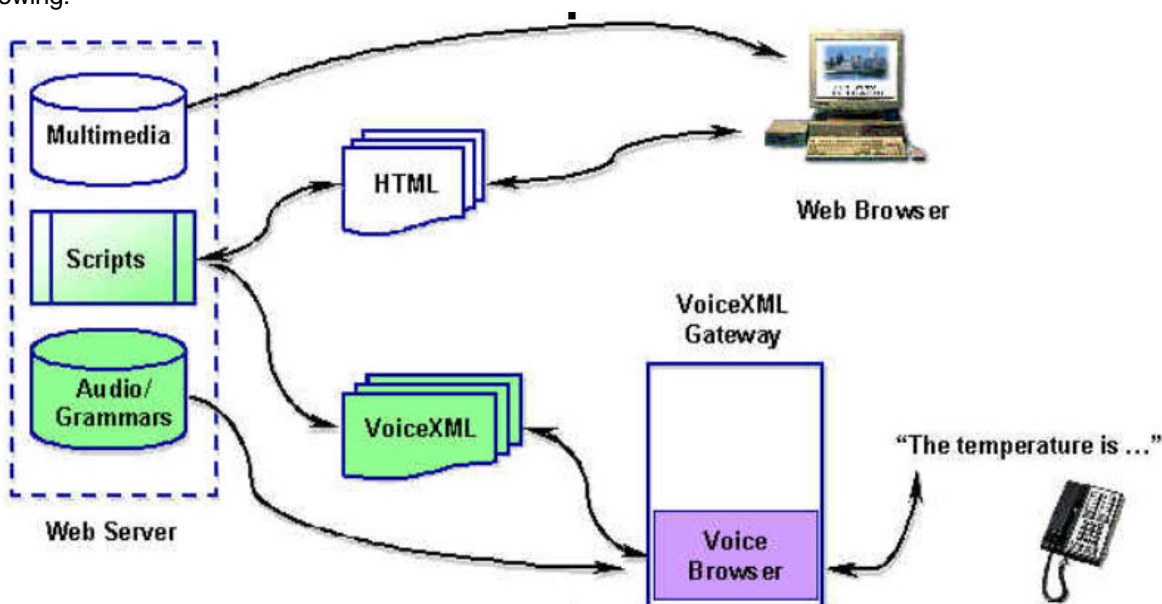 owing:
Multimedia
HTML
Web Browser
Scripts
VoiceXML
Gateway
Audio/
Grammars
VoiceXML
"The temperature is ..."
Web Server
Voice
Browser